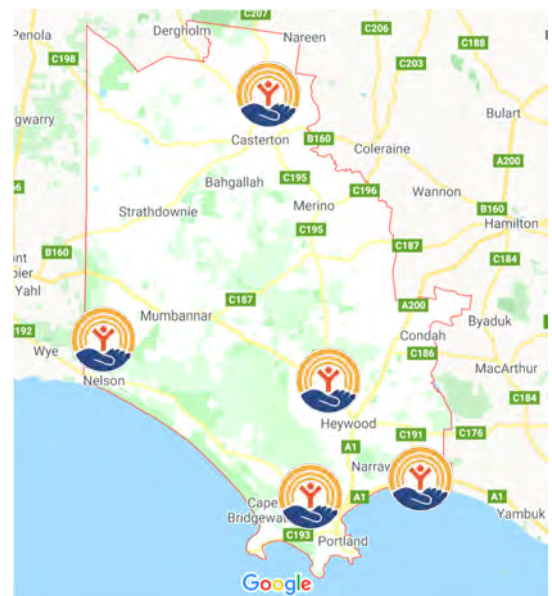 C207
Dergholm
C206
Penola
Nareen
C188
C198
C203
gwarry
Bulart
Casterton
B160
A200
Coleraine
Bahgallah
C195
C196
Wannon
Merino
B160
Strathdownie
C195
Hamilton
B160
C187
C184
Yahl
C187
A200
Mumbannar
Byaduk
C192
Condah
Wye
C186
MacArthur
Nelson
C184
Heywood
C191
C176
A1
Narraw
Cape
Bridgewat
A1
A1
Yambuk
C193
Portland
Google